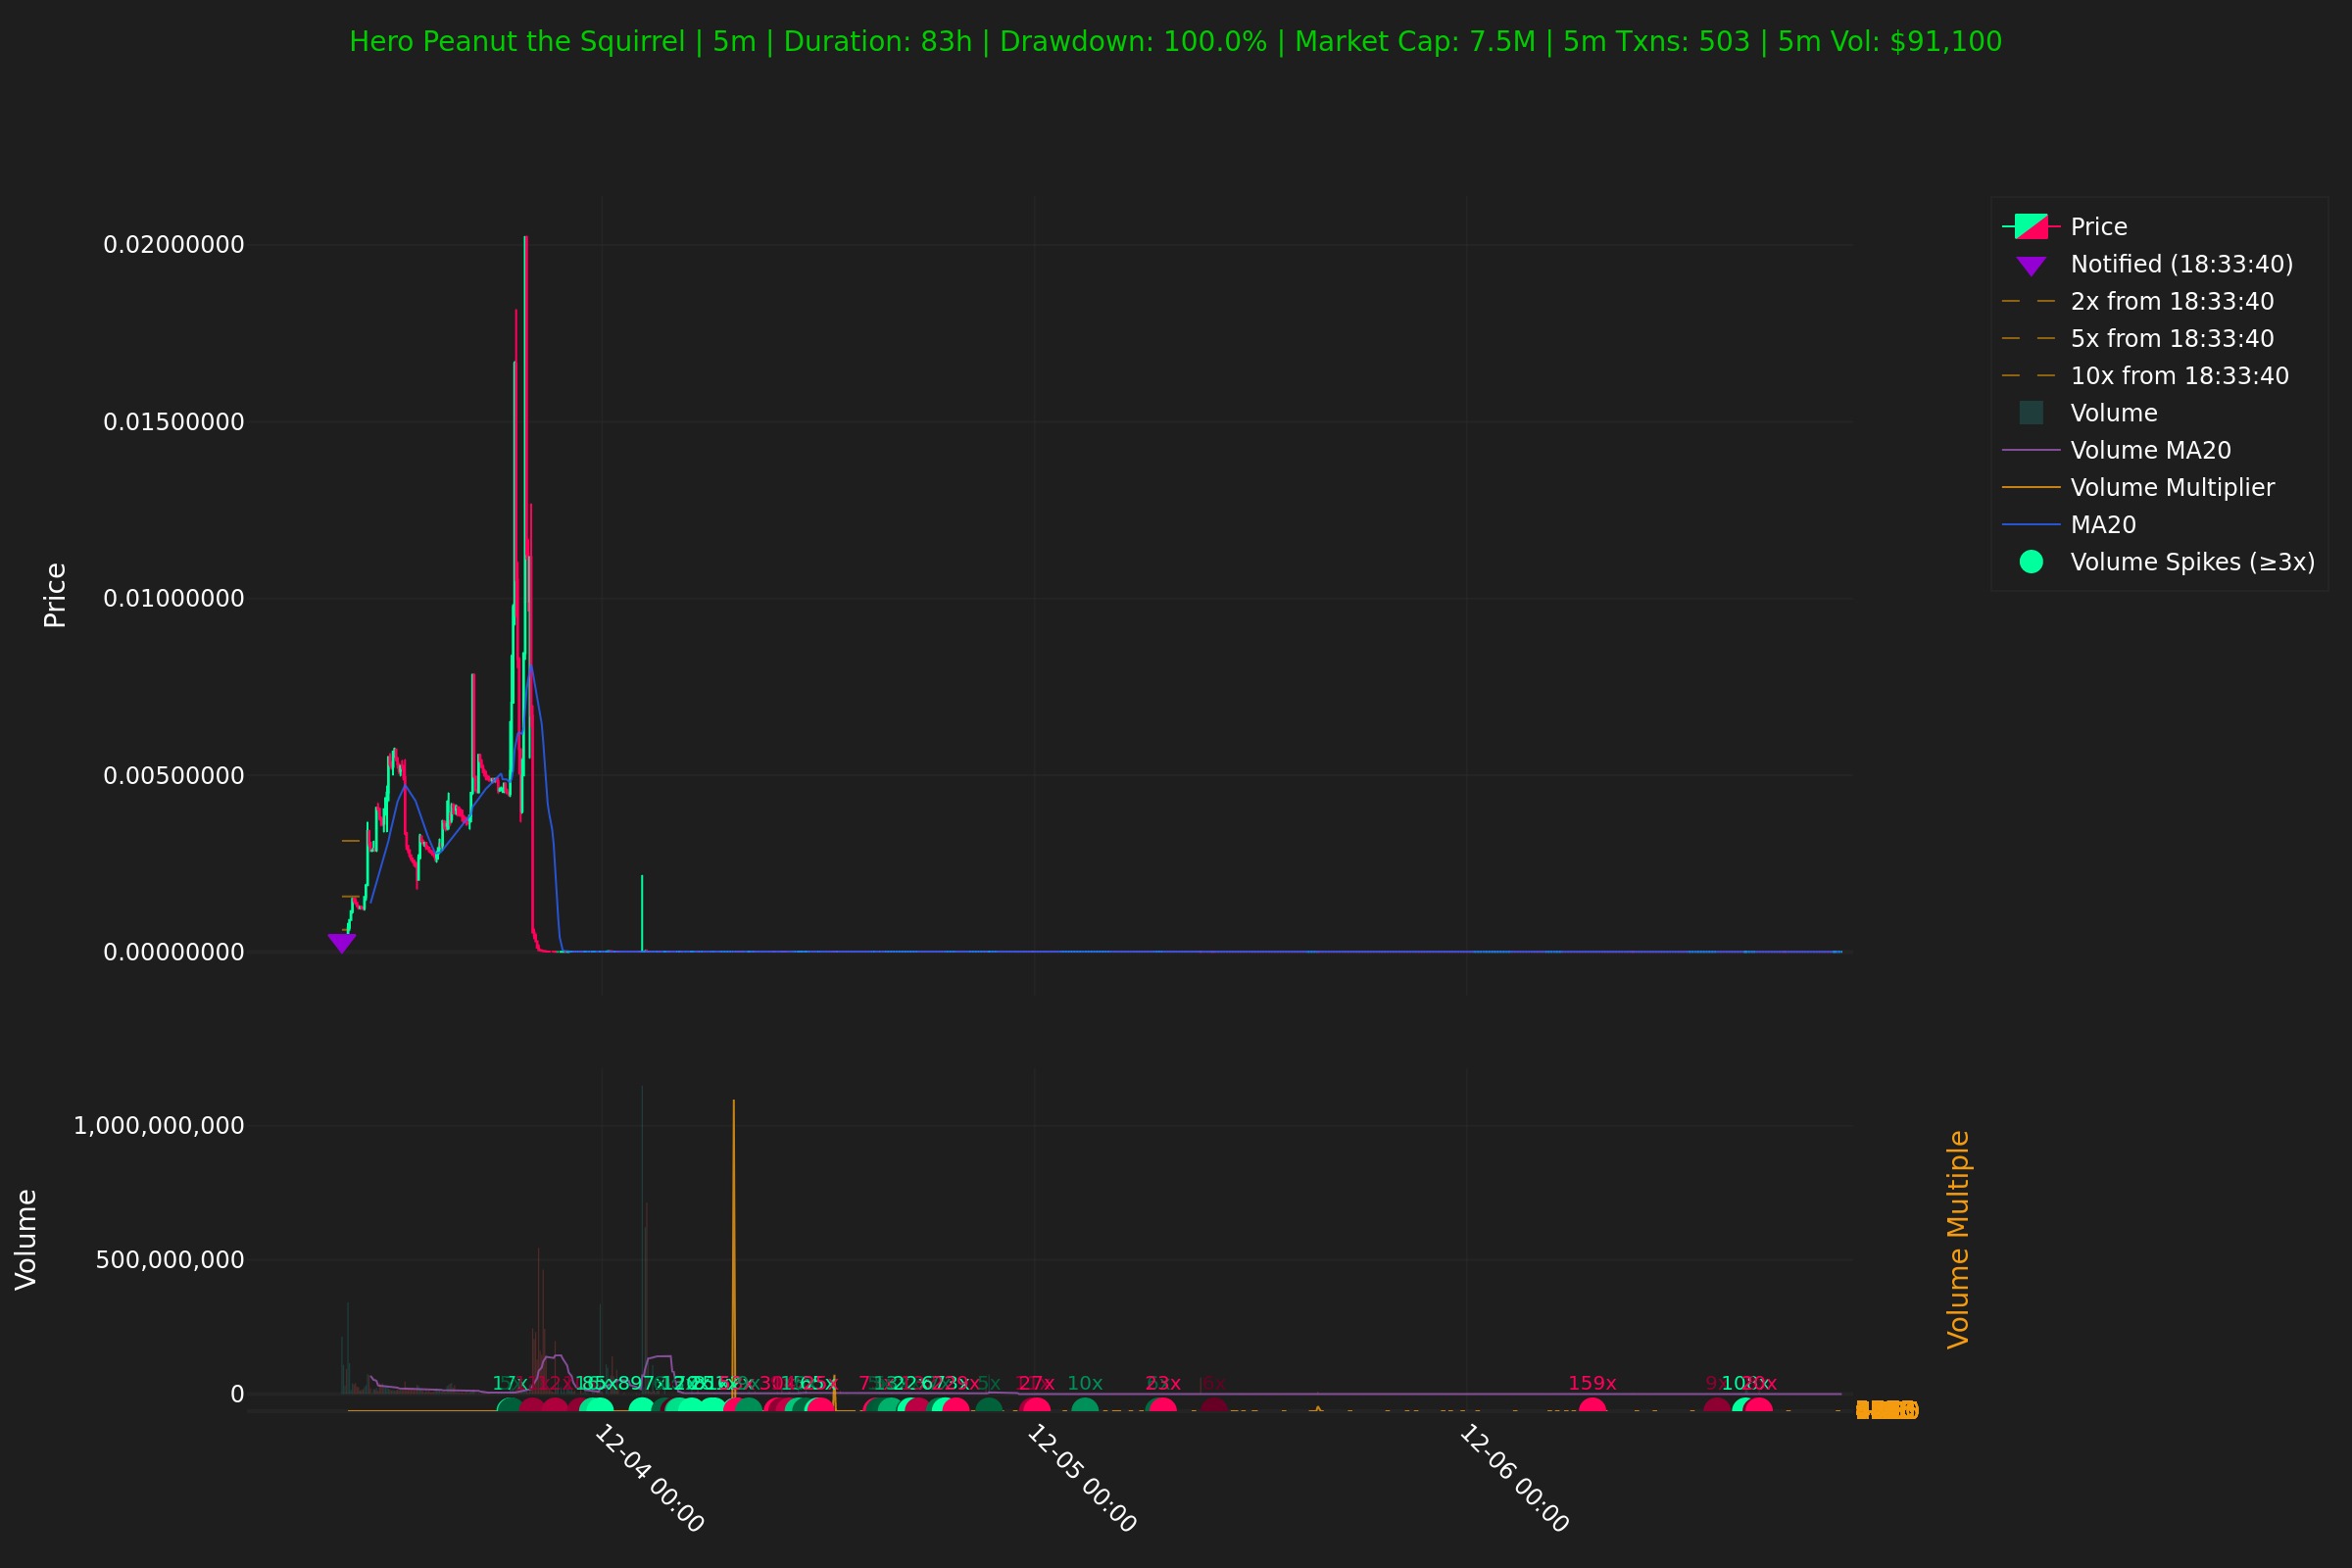 Hero Peanut the Squirrel | 5m | Duration: 83h | Drawdown: 100.0% | Market Cap: 7.5M | 5m Txns: 503 | 5m Vol: $91,100
Price
Notified (18:33:40)
2x from 18:33:40
5x from 18:33:40
10x from 18:33:40
Volume
Volume MA20
Volume Multiplier
MA20
Volume Spikes (≥3x)
Price
0.02000000
0.01500000
0.01000000
0.00500000
0.00000000
Volume
1,000,000,000
500,000,000
0
Volume Multiple
17x
27x
10x
23x
6x
159x
9x
12-04 00:00
12-05 00:00
12-06 00:00